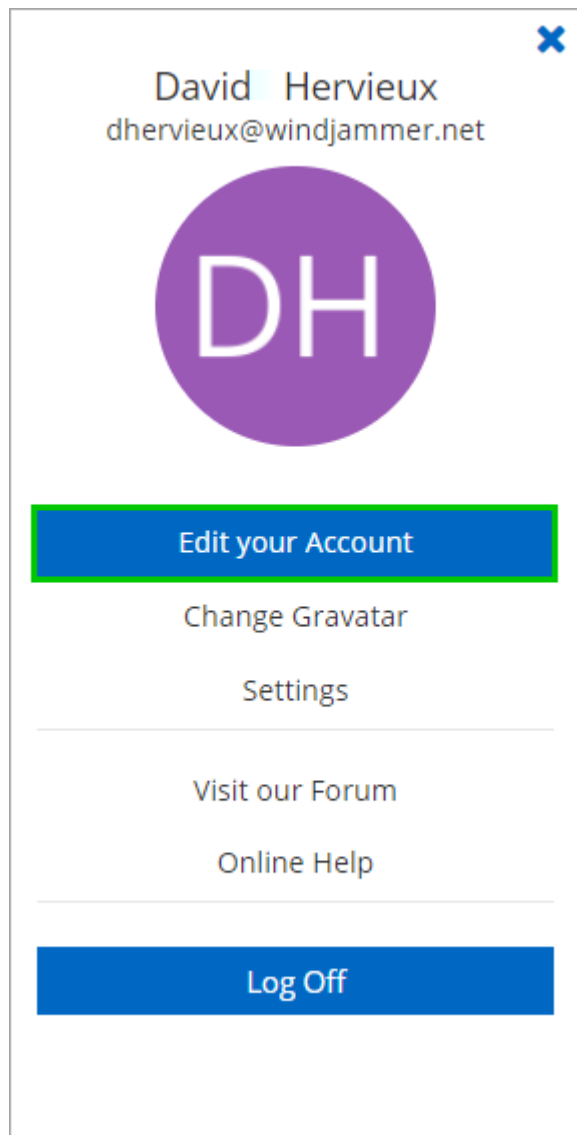 David Hervieux
dhervieux@windjammer.net
DH
Edit your Account
Change Gravatar
Settings
Visit our Forum
Online Help
Log Off